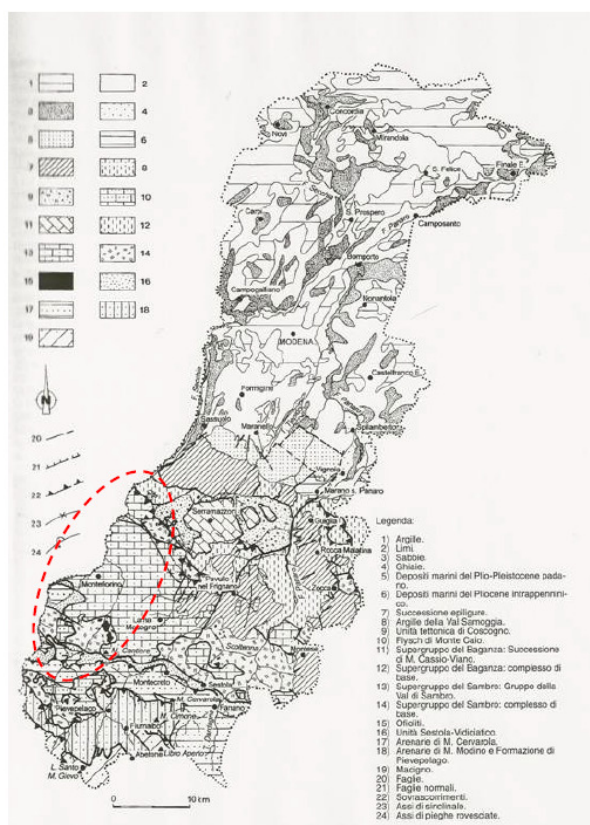 1 2
3 4
5 6
7 8
9 10
11 12
13 14
15 16
17 18
19
N
20
21
22
23
24
Concordia
Novi
Mirandola
S. Felice
Finale E.
Secchia
Carpi
S. Prospero
F. Panaro
Camposanto
Bomporto
Campogalliano
Nonantola
MODENA
Castelfranco E.
Formigine
F. Secchia
Sassuolo
Maranello
Spilamberto
Vignola
Marano s. Panaro
Serramazzoni
Guiglia
Rocca Malatina
Montefiorino
Pavullo
nel Frignano
Zocca
Lama
Mocogno
Scoltenna
Montese
Sestola
Montecreto
M. Cervarola
Pievepelago
Fanano
M. Cimone
Fiumalbo
Abetone
Libro Aperto
L. Santo
M. Giovo
0 10 km
Legenda:
1) Argille.
2) Limi.
3) Sabbie.
4) Ghiaie.
5) Depositi marini del Plio-Pleistocene pada-
no.
6) Depositi marini del Pliocene intrappennini-
co.
7) Successione epiligure.
8) Argille della Val Samoggia.
9) Unità tettonica di Coscogno.
10) Flysch di Monte Caio.
11) Supergruppo del Baganza: Successione
di M. Cassio-Viano.
12) Supergruppo del Baganza: complesso di
base.
13) Supergruppo del Sambro: Gruppo della
Val di Sambro.
14) Supergruppo del Sambro: complesso di
base.
15) Ofioliti.
16) Unità Sestola-Vidiciatico.
17) Arenarie di M. Cervarola.
18) Arenarie di M. Modino e Formazione di
Pievepelago.
19) Macigno.
20) Faglie.
21) Faglie normali.
22) Sovrascorrimenti.
23) Assi di sinclinale.
24) Assi di pieghe rovesciate.